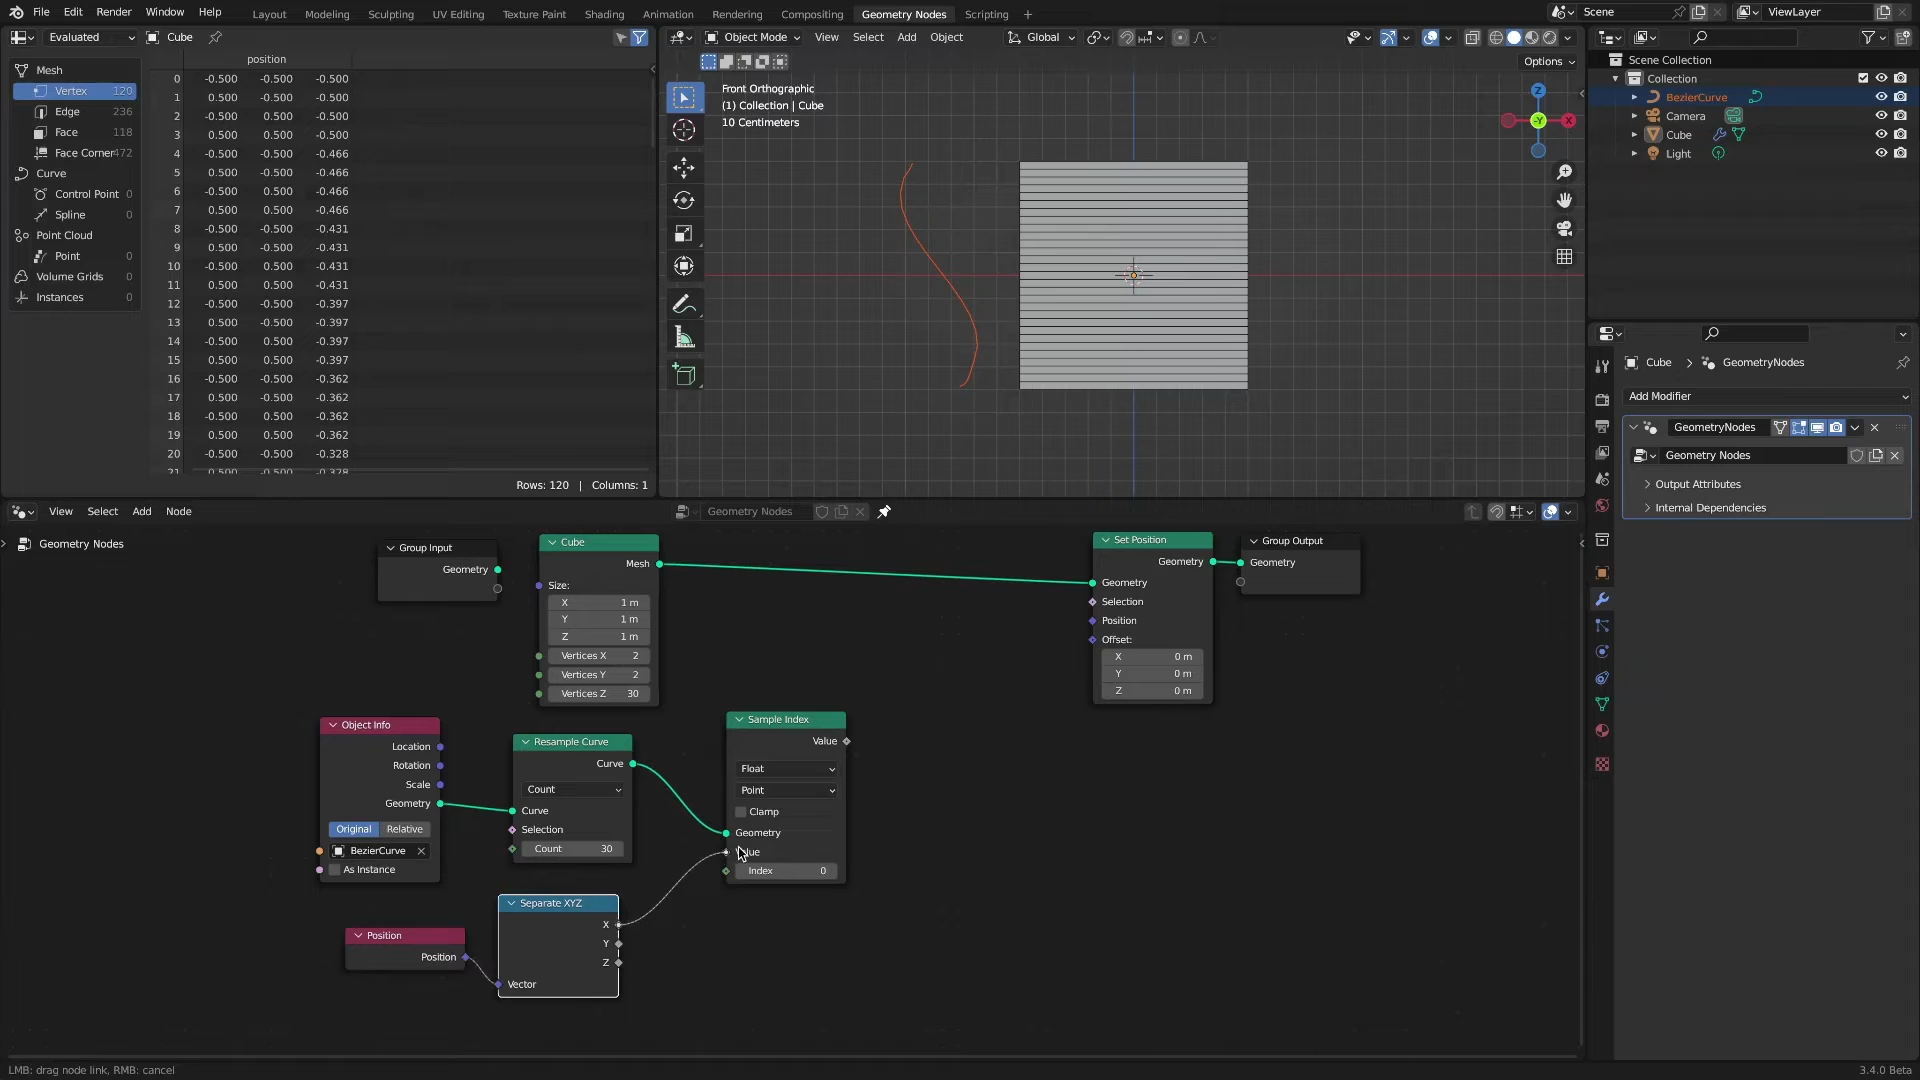 File Edit Render Window Help Layout Modeling Sculpting UV Editing Texture Paint Shading Animation Rendering Compositing Geometry Nodes Scripting + Scene ViewLayer
Evaluated Cube
Object Mode View Select Add Object Global
Options
position
Mesh
Vertex 120
Edge 236
Face 118
Face Corner 472
Curve
Control Point 0
Spline 0
Point Cloud
Point 0
Volume Grids 0
Instances 0
0 -0.500 -0.500 -0.500
1 0.500 -0.500 -0.500
2 -0.500 0.500 -0.500
3 0.500 0.500 -0.500
4 -0.500 -0.500 -0.466
5 0.500 -0.500 -0.466
6 -0.500 0.500 -0.466
7 0.500 0.500 -0.466
8 -0.500 -0.500 -0.431
9 0.500 -0.500 -0.431
10 -0.500 0.500 -0.431
11 0.500 0.500 -0.431
12 -0.500 -0.500 -0.397
13 0.500 -0.500 -0.397
14 -0.500 0.500 -0.397
15 0.500 0.500 -0.397
16 -0.500 -0.500 -0.362
17 0.500 -0.500 -0.362
18 -0.500 0.500 -0.362
19 0.500 0.500 -0.362
20 -0.500 -0.500 -0.328
Rows: 120 | Columns: 1
Front Orthographic
(1) Collection | Cube
10 Centimeters
Z
-Y
X
Scene Collection
Collection
BezierCurve
Camera
Cube
Light
Cube > GeometryNodes
Add Modifier
GeometryNodes
Geometry Nodes
Output Attributes
Internal Dependencies
View Select Add Node Geometry Nodes
Geometry Nodes
Group Input
Geometry
Cube
Mesh
Size:
X 1 m
Y 1 m
Z 1 m
Vertices X 2
Vertices Y 2
Vertices Z 30
Set Position
Geometry
Geometry
Selection
Position
Offset:
X 0 m
Y 0 m
Z 0 m
Group Output
Geometry
Object Info
Location
Rotation
Scale
Geometry
Original Relative
BezierCurve
As Instance
Resample Curve
Curve
Count
Curve
Selection
Count 30
Sample Index
Value
Float
Point
Clamp
Geometry
Index 0
Position
Position
Separate XYZ
X
Y
Z
Vector
LMB: drag node link, RMB: cancel
3.4.0 Beta